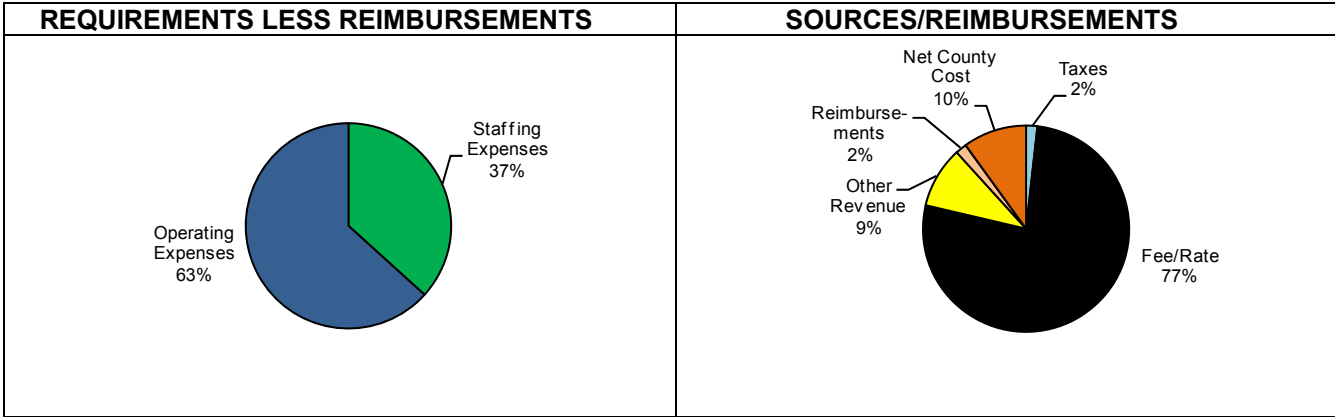 REQUIREMENTS LESS REIMBURSEMENTS
Staffing
Expenses
37%
Operating
Expenses
63%
SOURCES/REIMBURSEMENTS
Net County
Cost
10%
Taxes
2%
Reimburse-
ments
2%
Other
Revenue
9%
Fee/Rate
77%